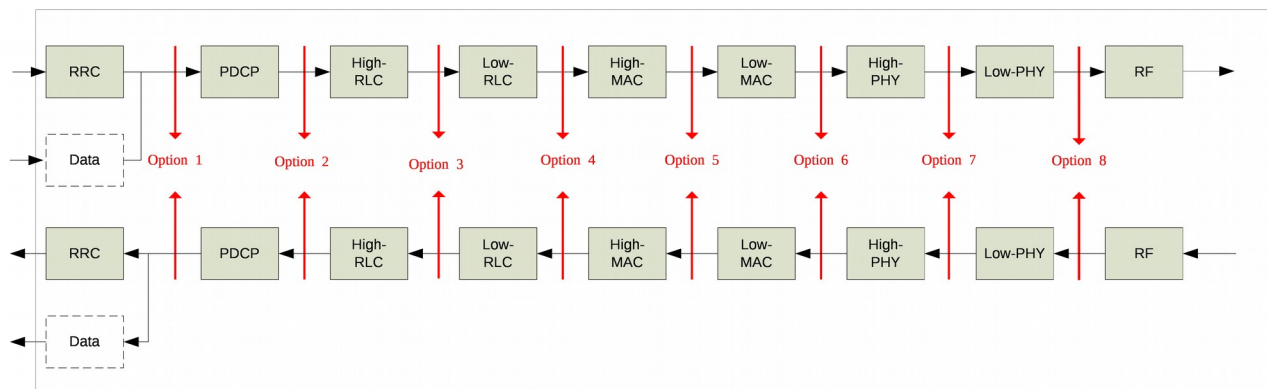 RRC
PDCP
High-
RLC
Low-
RLC
High-
MAC
Low-
MAC
High-
PHY
Low-PHY
RF
Data
Option 1
Option 2
Option 3
Option 4
Option 5
Option 6
Option 7
Option 8
RRC
PDCP
High-
RLC
Low-
RLC
High-
MAC
Low-
MAC
High-
PHY
Low-PHY
RF
Data